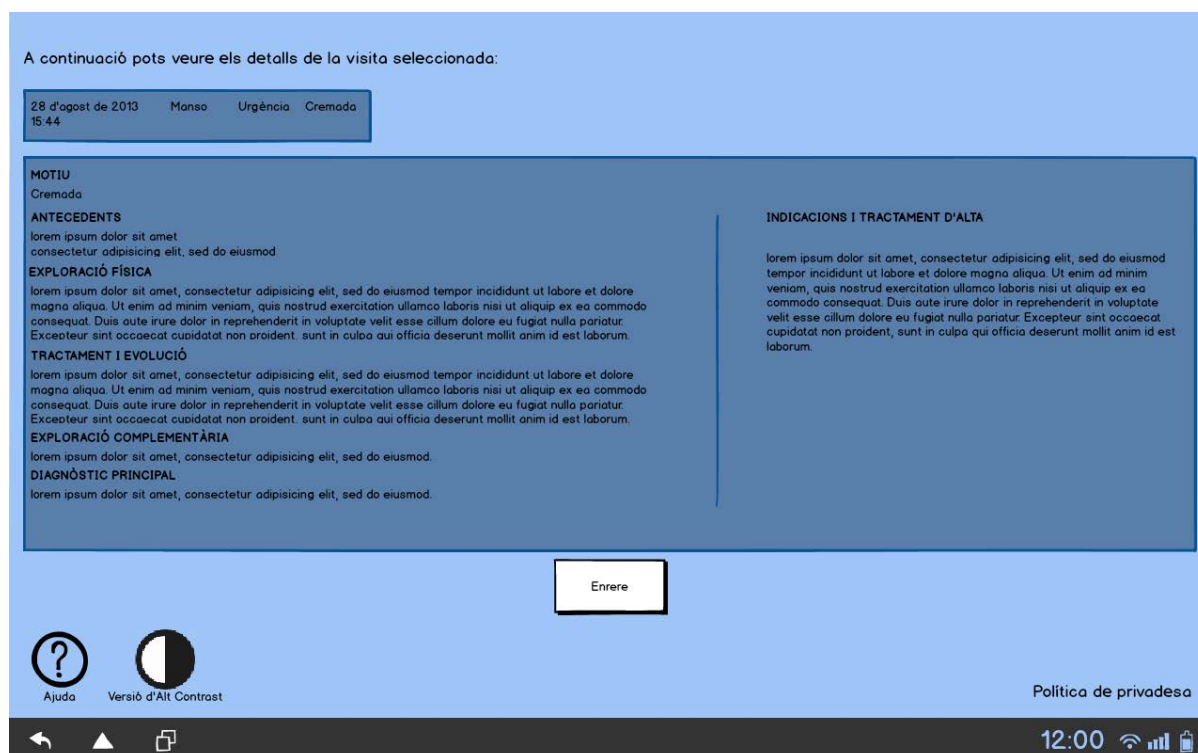 A continuació pots veure els detalls de la visita seleccionada:
28 d'agost de 2013 Manso Urgència Cremada
15:44
MOTIU
Cremada
ANTECEDENTS
lorem ipsum dolor sit amet
consectetur adipisicing elit, sed do eiusmod
EXPLORACIÓ FÍSICA
lorem ipsum dolor sit amet, consectetur adipisicing elit, sed do eiusmod tempor incididunt ut labore et dolore
magna aliqua. Ut enim ad minim veniam, quis nostrud exercitation ullamco laboris nisi ut aliquip ex ea commodo
consequat. Duis aute irure dolor in reprehenderit in voluptate velit esse cillum dolore eu fugiat nulla pariatur.
Excepteur sint occaecat cupidatat non proident, sunt in culpa qui officia deserunt mollit anim id est laborum.
TRACTAMENT I EVOLUCIÓ
lorem ipsum dolor sit amet, consectetur adipisicing elit, sed do eiusmod tempor incididunt ut labore et dolore
magna aliqua. Ut enim ad minim veniam, quis nostrud exercitation ullamco laboris nisi ut aliquip ex ea commodo
consequat. Duis aute irure dolor in reprehenderit in voluptate velit esse cillum dolore eu fugiat nulla pariatur.
Excepteur sint occaecat cupidatat non proident, sunt in culpa qui officia deserunt mollit anim id est laborum.
EXPLORACIÓ COMPLEMENTÀRIA
lorem ipsum dolor sit amet, consectetur adipisicing elit, sed do eiusmod.
DIAGNÒSTIC PRINCIPAL
lorem ipsum dolor sit amet, consectetur adipisicing elit, sed do eiusmod.
INDICACIONS I TRACTAMENT D'ALTA
lorem ipsum dolor sit amet, consectetur adipisicing elit, sed do eiusmod
tempor incididunt ut labore et dolore magna aliqua. Ut enim ad minim
veniam, quis nostrud exercitation ullamco laboris nisi ut aliquip ex ea
commodo consequat. Duis aute irure dolor in reprehenderit in voluptate
velit esse cillum dolore eu fugiat nulla pariatur. Excepteur sint occaecat
cupidatat non proident, sunt in culpa qui officia deserunt mollit anim id est
laborum.
Enrere
Ajuda
Versió d'Alt Contrast
Política de privadesa
12:00